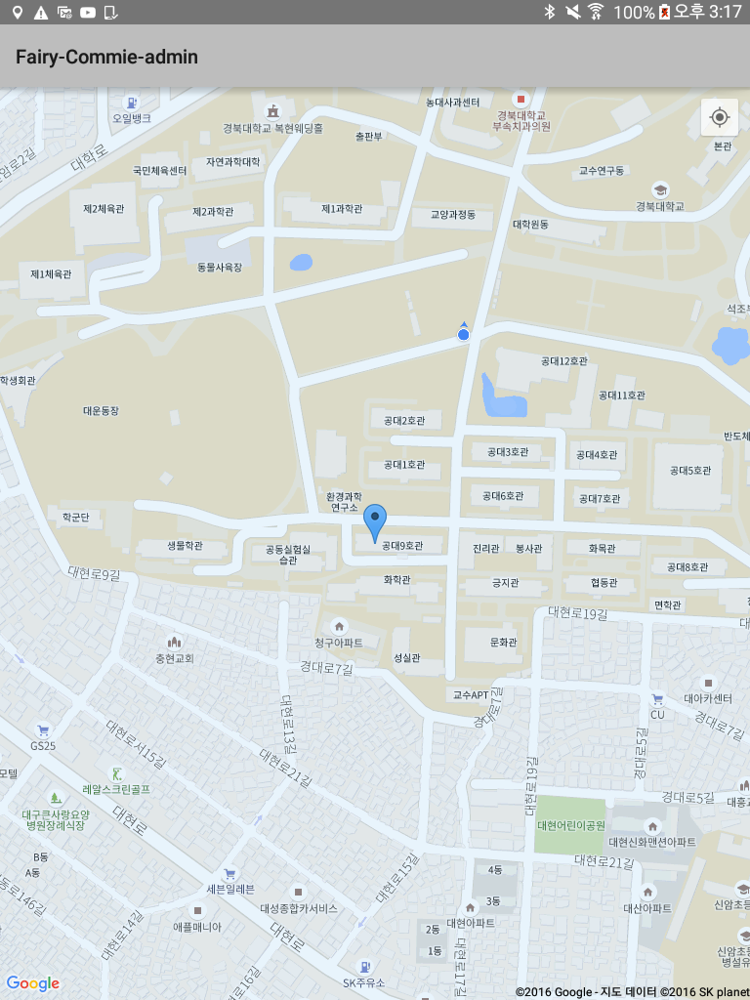 100% 오후 3:17
Fairy-Commie-admin
오일뱅크
경북대학교 복현웨딩홀
농대사과센터
출판부
경북대학교
부속치과의원
본관
대학로
국민체육센터
자연과학대학
교수연구동
경북대학교
제2체육관
제2과학관
제1과학관
교양과정동
대학원동
제1체육관
동물사육장
석조부
학생회관
대운동장
공대12호관
공대11호관
공대2호관
반도체
공대3호관
공대4호관
공대1호관
공대5호관
환경과학
연구소
공대6호관
공대7호관
학군단
생물학관
공동실험실
습관
공대9호관
진리관
봉사관
화목관
공대8호관
대현로9길
화학관
긍지관
협동관
면학관
대현로19길
청구아파트
충현교회
성실관
문화관
경대로7길
교수APT
경대로7길
대아카센터
CU
경대로7길
대현로13길
GS25
대현로서15길
대현로21길
대현로19길
경대로5길
레알스크린골프
대구큰사랑요양
병원장례식장
대현로
경대로5길
대흥교
대현어린이공원
대현신화맨션아파트
B동
A동
대현로21길
세븐일레븐
대현로15길
4동
3동
대성종합카서비스
애플매니아
대현로
대현로14길
2동
1동
대현아파트
대산아파트
신암초등
신암초등
병설유
대현로17길
SK주유소
대현로16길
Google
©2016 Google - 지도 데이터 ©2016 SK planet